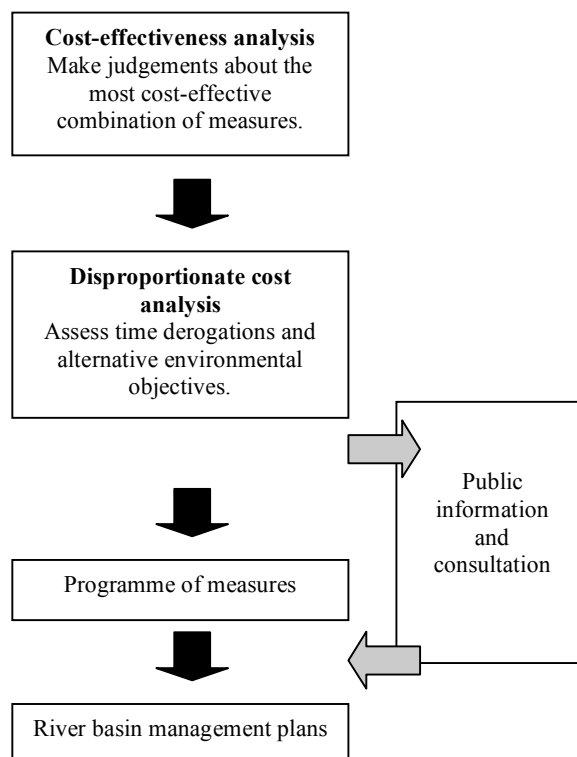 Cost-effectiveness analysis
Make judgements about the
most cost-effective
combination of measures.
Disproportionate cost
analysis
Assess time derogations and
alternative environmental
objectives.
Public
information
and
consultation
Programme of measures
River basin management plans